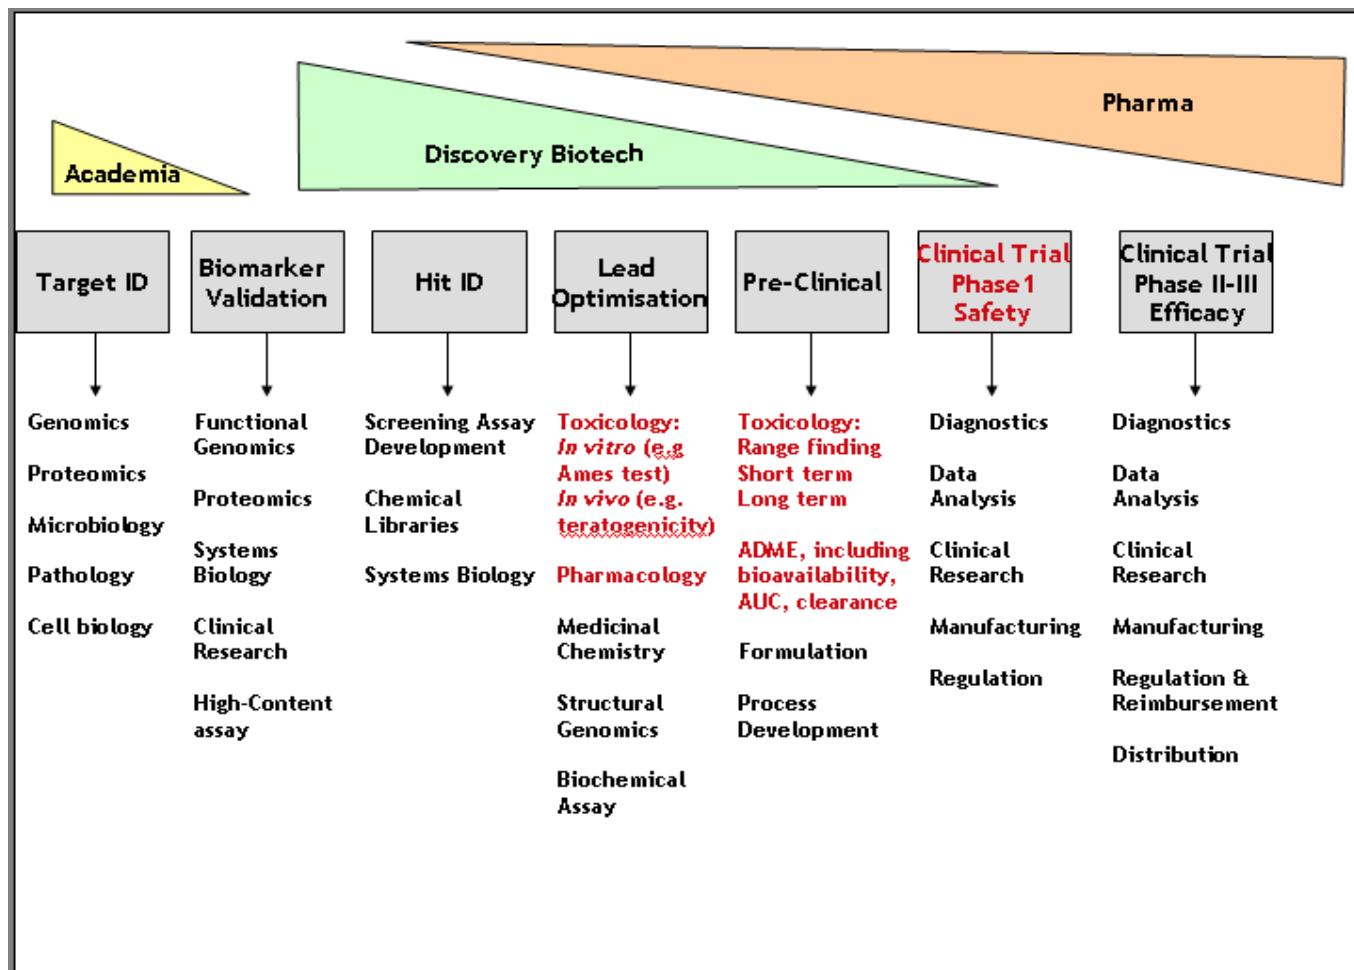 Pharma
Discovery Biotech
Academia
Target ID
Biomarker
Validation
Hit ID
Lead
Optimisation
Pre-Clinical
Clinical Trial
Phase1
Safety
Clinical Trial
Phase II-III
Efficacy
Genomics
Proteomics
Microbiology
Pathology
Cell biology
Functional
Genomics
Proteomics
Systems
Biology
Clinical
Research
High-Content
assay
Screening Assay
Development
Chemical
Libraries
Systems Biology
Toxicology:
In vitro (e.g
Ames test)
In vivo (e.g.
teratogenicity)
Pharmacology
Medicinal
Chemistry
Structural
Genomics
Biochemical
Assay
Toxicology:
Range finding
Short term
Long term
ADME, including
bioavailability,
AUC, clearance
Formulation
Process
Development
Diagnostics
Data
Analysis
Clinical
Research
Manufacturing
Regulation
Diagnostics
Data
Analysis
Clinical
Research
Manufacturing
Regulation &
Reimbursement
Distribution